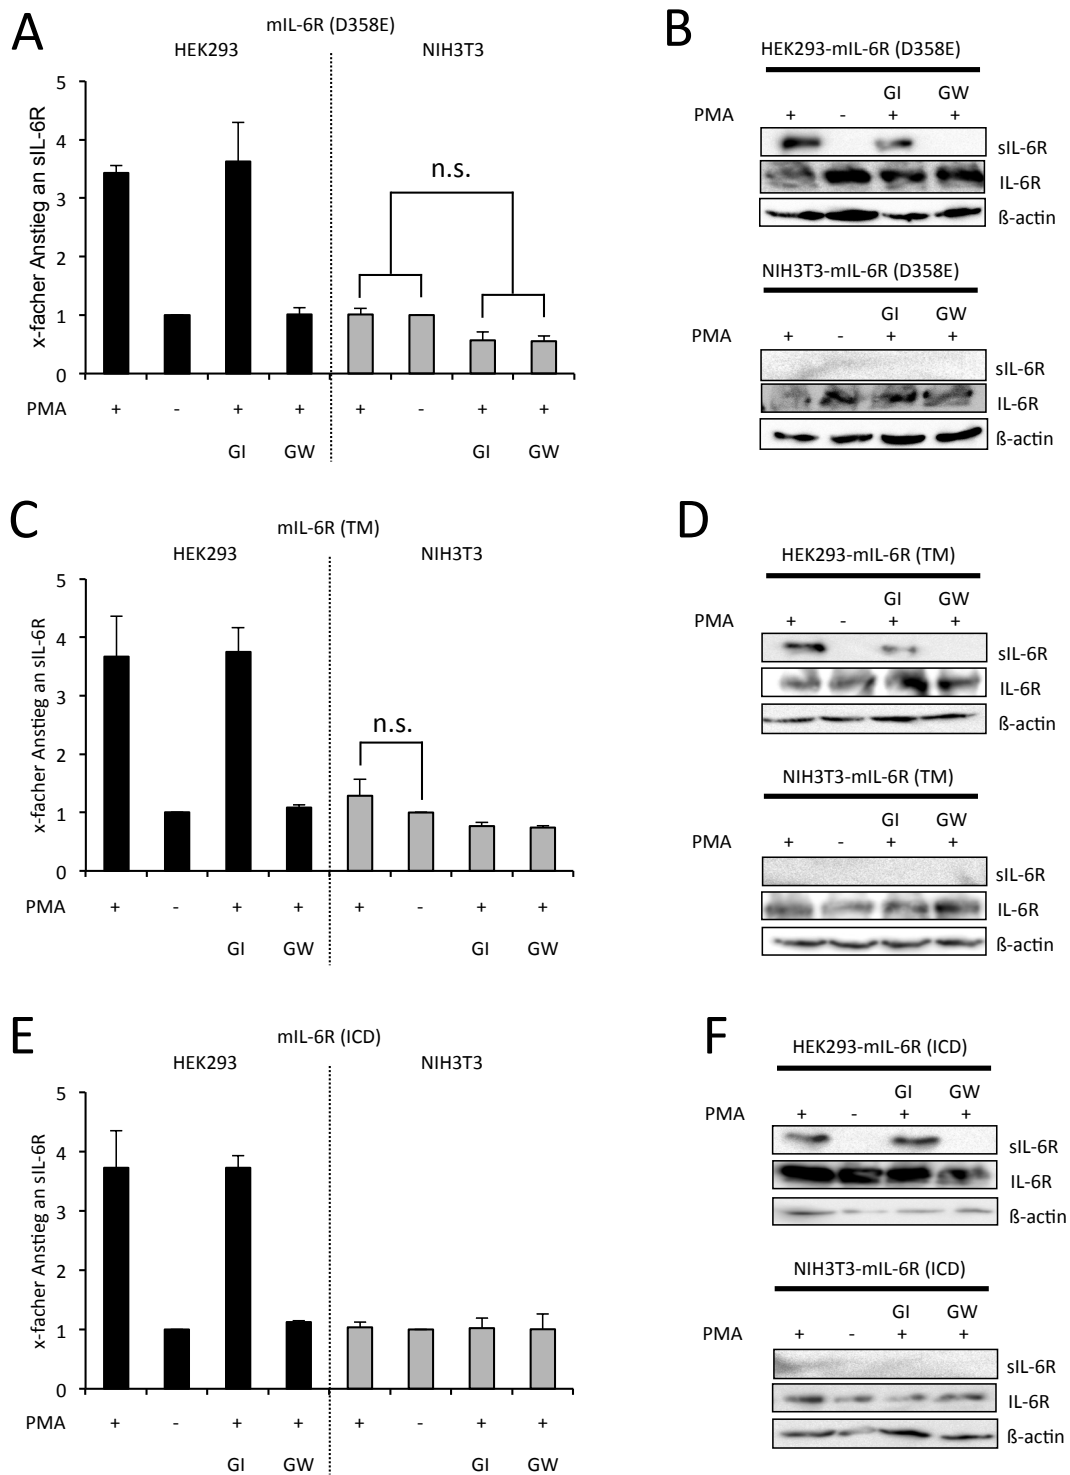 A
mIL-6R (D358E)
HEK293 NIH3T3
x-facher Anstieg an sIL-6R
5
4
3
2
1
0
n.s.
PMA + - + + + - + +
GI GW GI GW
B
HEK293-mIL-6R (D358E)
GI GW
PMA + - + +
sIL-6R
IL-6R
ß-actin
NIH3T3-mIL-6R (D358E)
GI GW
PMA + - + +
sIL-6R
IL-6R
ß-actin
C
mIL-6R (TM)
HEK293 NIH3T3
x-facher Anstieg an sIL-6R
5
4
3
2
1
0
n.s.
PMA + - + + + - + +
GI GW GI GW
D
HEK293-mIL-6R (TM)
GI GW
PMA + - + +
sIL-6R
IL-6R
ß-actin
NIH3T3-mIL-6R (TM)
GI GW
PMA + - + +
sIL-6R
IL-6R
ß-actin
E
mIL-6R (ICD)
HEK293 NIH3T3
x-facher Anstieg an sIL-6R
5
4
3
2
1
0
PMA + - + + + - + +
GI GW GI GW
F
HEK293-mIL-6R (ICD)
GI GW
PMA + - + +
sIL-6R
IL-6R
ß-actin
NIH3T3-mIL-6R (ICD)
GI GW
PMA + - + +
sIL-6R
IL-6R
ß-actin